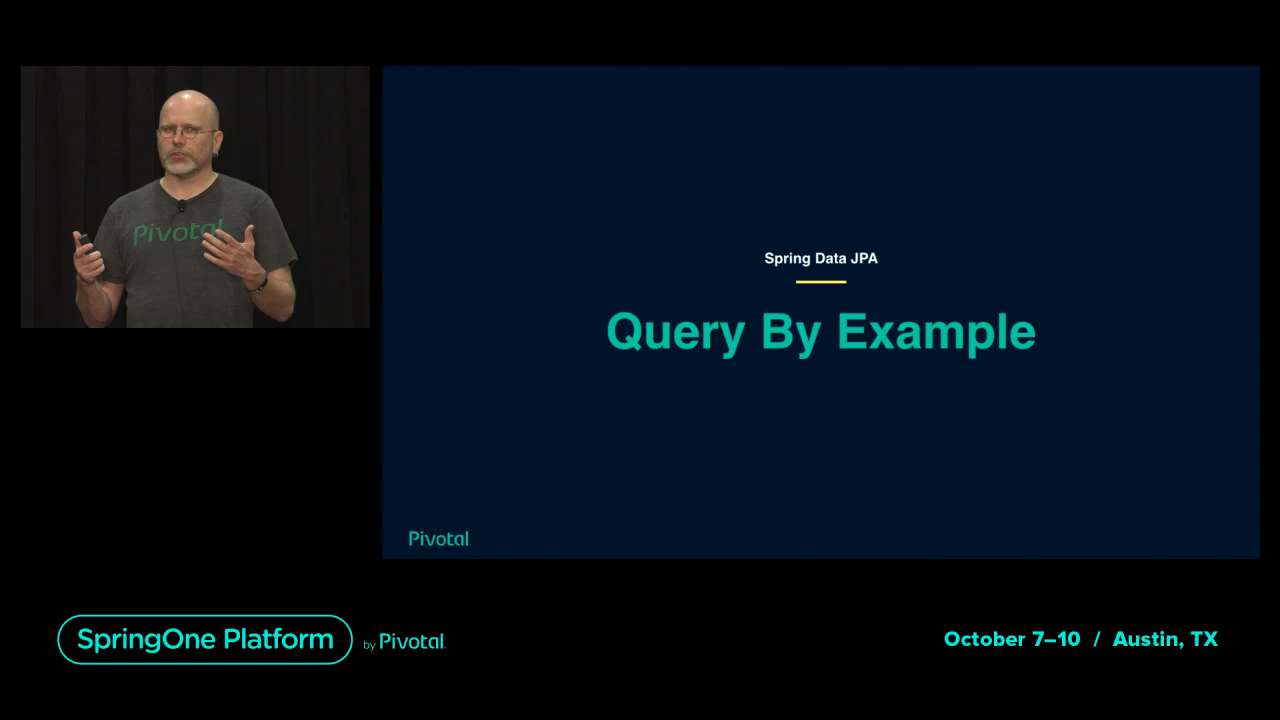 Pivotal
Spring Data JPA
Query By Example
Pivotal
SpringOne Platform by Pivotal
October 7–10 / Austin, TX